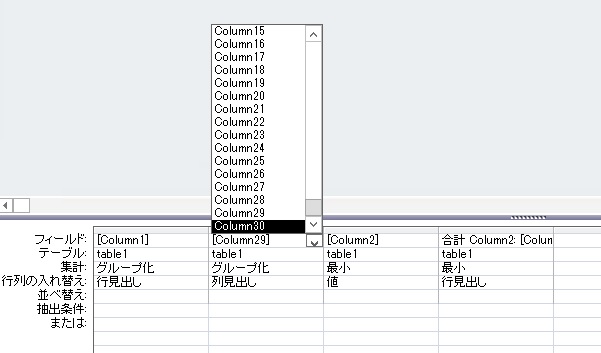 Column15
Column16
Column17
Column18
Column19
Column20
Column21
Column22
Column23
Column24
Column25
Column26
Column27
Column28
Column29
Column30
フィールド: [Column1] [Column29] [Column2] 合計 Column2: [Colun
テーブル: table1 table1 table1 table1
集計: グループ化 グループ化 最小 最小
行列の入れ替え: 行見出し 列見出し 値 行見出し
並べ替え:
抽出条件:
または: